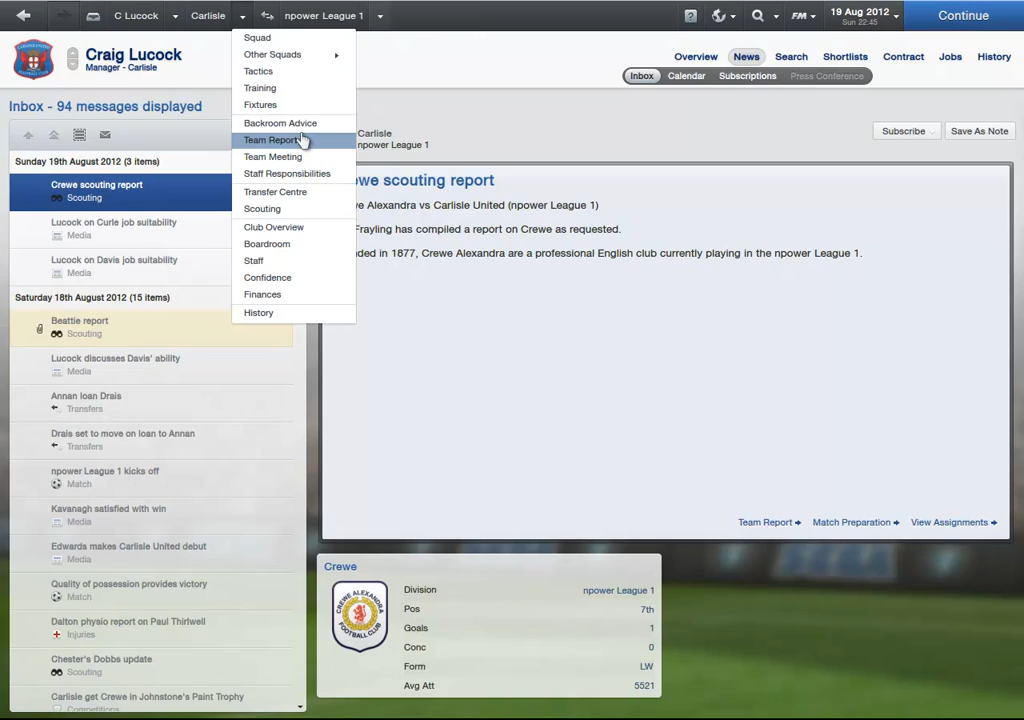 C Lucock
Carlisle
npower League 1
?
FM
19 Aug 2012
Sun 22:45
Continue
Craig Lucock
Manager - Carlisle
Overview
News
Search
Shortlists
Contract
Jobs
History
Inbox
Calendar
Subscriptions
Press Conference
Inbox - 94 messages displayed
Sunday 19th August 2012 (3 items)
Crewe scouting report
Scouting
Lucock on Curle job suitability
Media
Lucock on Davis job suitability
Media
Saturday 18th August 2012 (15 items)
Beattie report
Scouting
Lucock discusses Davis' ability
Media
Annan loan Drais
Transfers
Drais set to move on loan to Annan
Transfers
npower League 1 kicks off
Match
Kavanagh satisfied with win
Media
Edwards makes Carlisle United debut
Media
Quality of possession provides victory
Match
Dalton physio report on Paul Thirlwell
Injuries
Chester's Dobbs update
Scouting
Carlisle get Crewe in Johnstone's Paint Trophy
Competitions
Squad
Other Squads
Tactics
Training
Fixtures
Backroom Advice
Team Report
Team Meeting
Staff Responsibilities
Transfer Centre
Scouting
Club Overview
Boardroom
Staff
Confidence
Finances
History
Carlisle
npower League 1
Subscribe
Save As Note
we scouting report
e Alexandra vs Carlisle United (npower League 1)
Frayling has compiled a report on Crewe as requested.
nded in 1877, Crewe Alexandra are a professional English club currently playing in the npower League 1.
Team Report
Match Preparation
View Assignments
Crewe
CREWE ALEXANDRA
FOOTBALL CLUB
Division npower League 1
Pos 7th
Goals 1
Conc 0
Form LW
Avg Att 5521